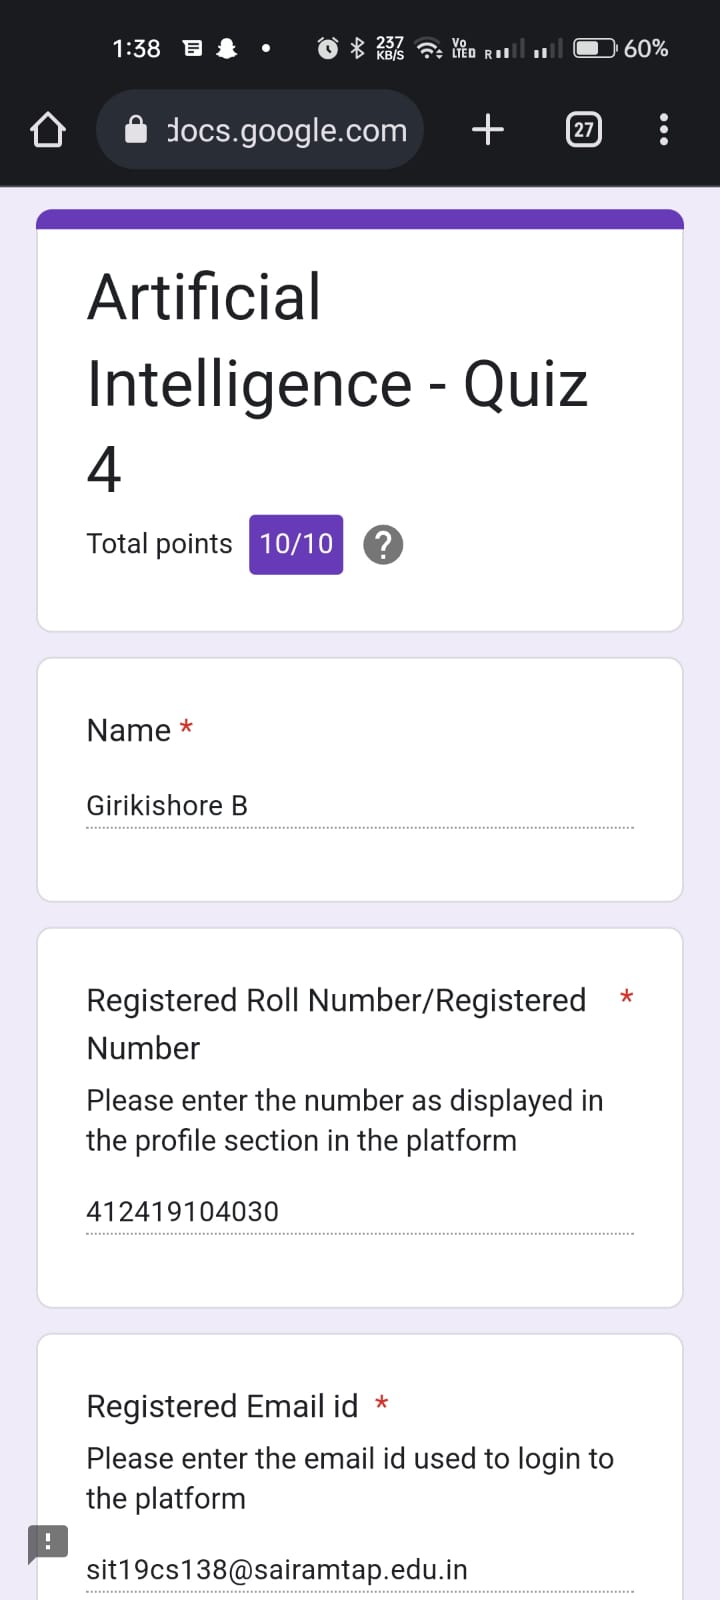 1:38
237
KB/S
Vo
LTED
R
60%
docs.google.com
27
Artificial
Intelligence - Quiz
4
Total points 10/10 ?
Name *
Girikishore B
Registered Roll Number/Registered *
Number
Please enter the number as displayed in
the profile section in the platform
412419104030
Registered Email id *
Please enter the email id used to login to
the platform
sit19cs138@sairamtap.edu.in